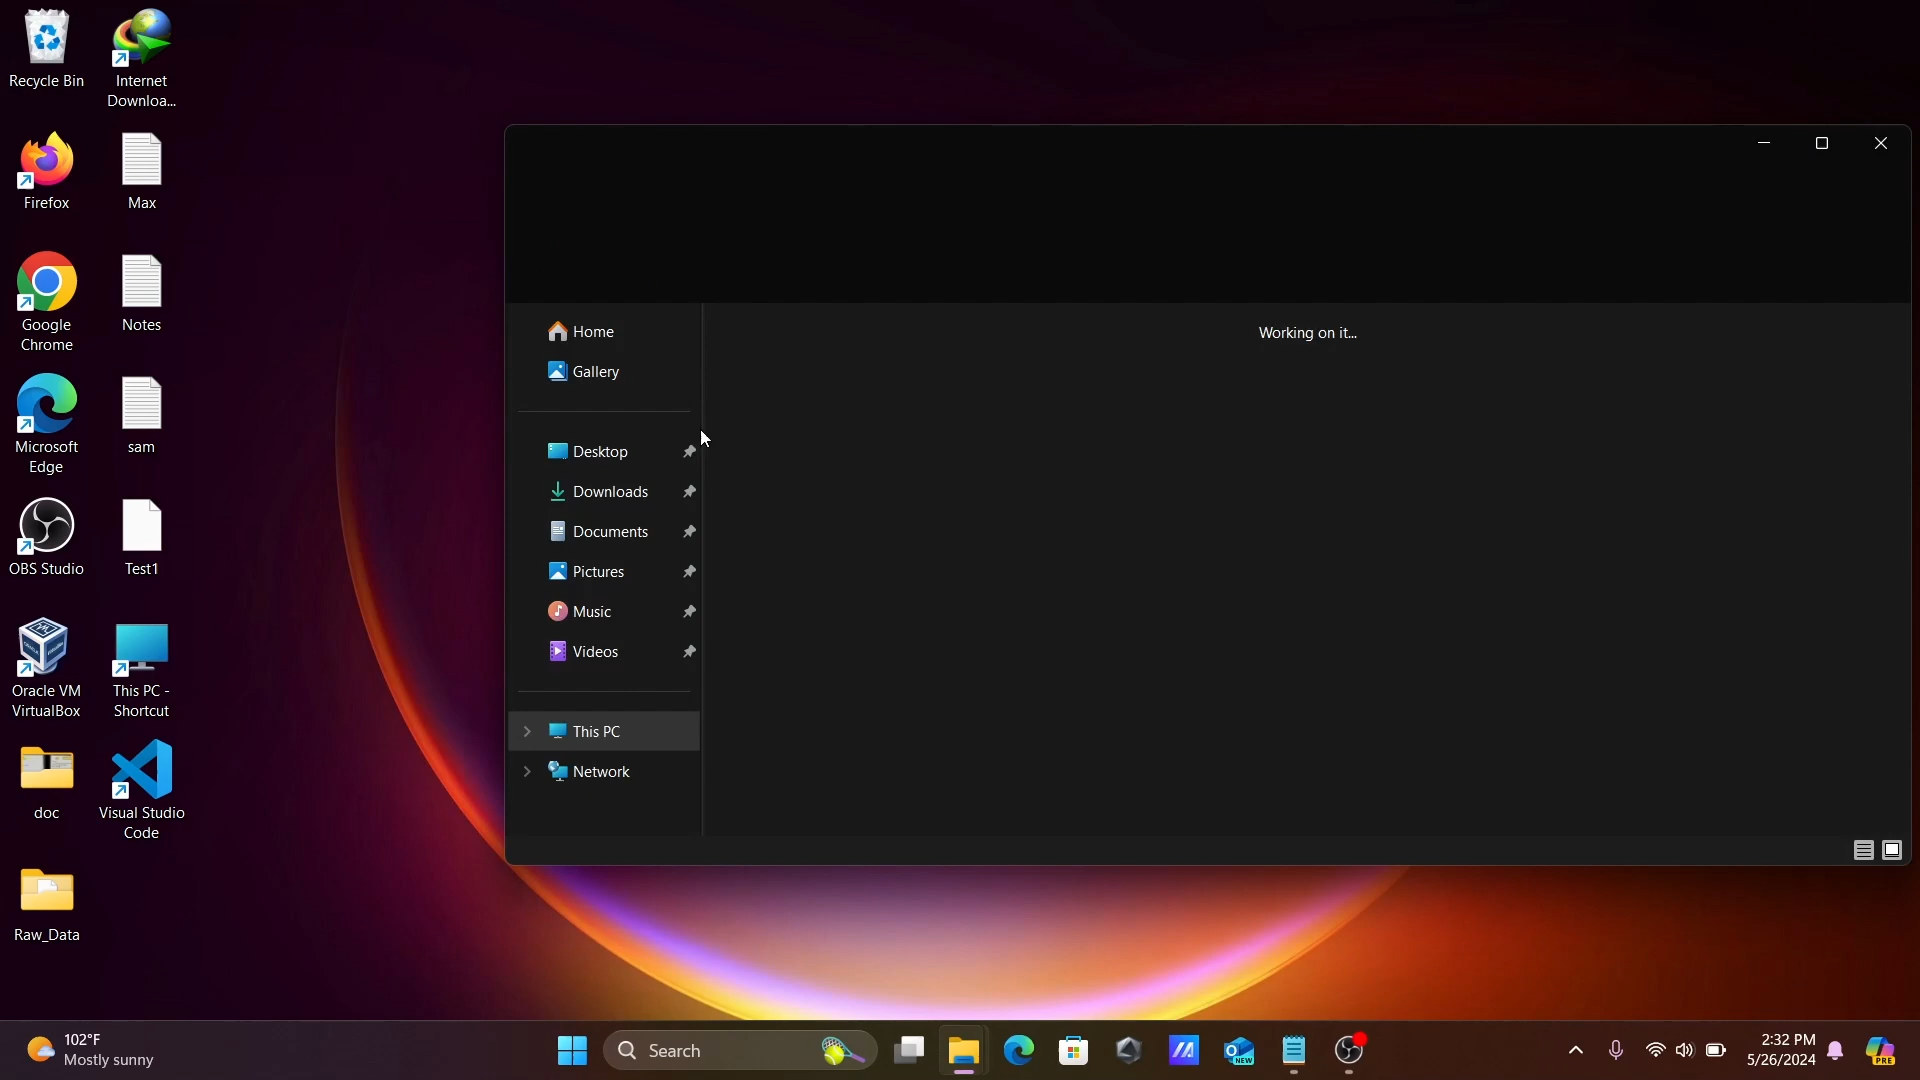 Recycle Bin
Internet
Downloa...
Firefox
Max
Google
Chrome
Notes
Microsoft
Edge
sam
OBS Studio
Test1
Oracle VM
VirtualBox
This PC -
Shortcut
doc
Visual Studio
Code
Raw_Data
Home
Gallery
Desktop
Downloads
Documents
Pictures
Music
Videos
This PC
Network
Working on it...
102°F
Mostly sunny
Search
NEW
2:32 PM
5/26/2024
PRE